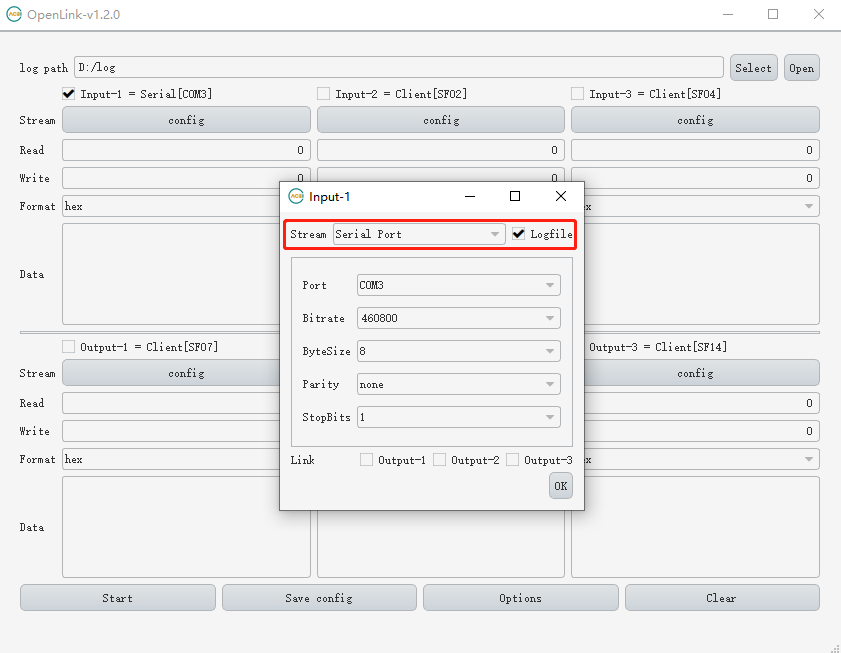 OpenLink-v1.2.0
log path D:/log Select Open
Input-1 = Serial[COM3] Input-2 = Client[SF02] Input-3 = Client[SF04]
Stream config config config
Read 0 0 0
Write 0 0 0
Format hex ex
Data
Input-1
Stream Serial Port Logfile
Port COM3
Bitrate 460800
ByteSize 8
Parity none
StopBits 1
Link Output-1 Output-2 Output-3
OK
Output-1 = Client[SF07] Output-3 = Client[SF14]
Stream config config
Read 0
Write 0
Format hex ex
Data
Start Save config Options Clear